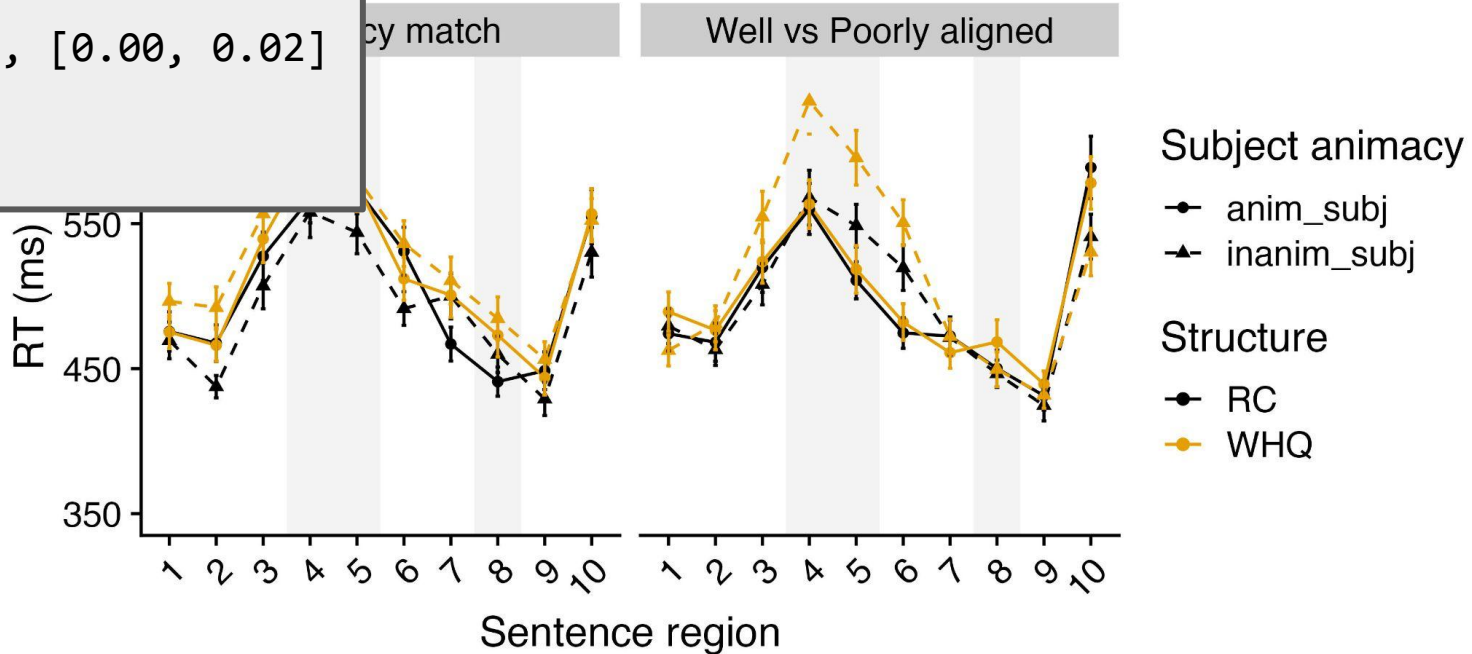 , [0.00, 0.02]
cy match
Well vs Poorly aligned
RT (ms)
550
450
350
1 2 3 4 5 6 7 8 9 10
1 2 3 4 5 6 7 8 9 10
Sentence region
Subject animacy
anim_subj
inanim_subj
Structure
RC
WHQ